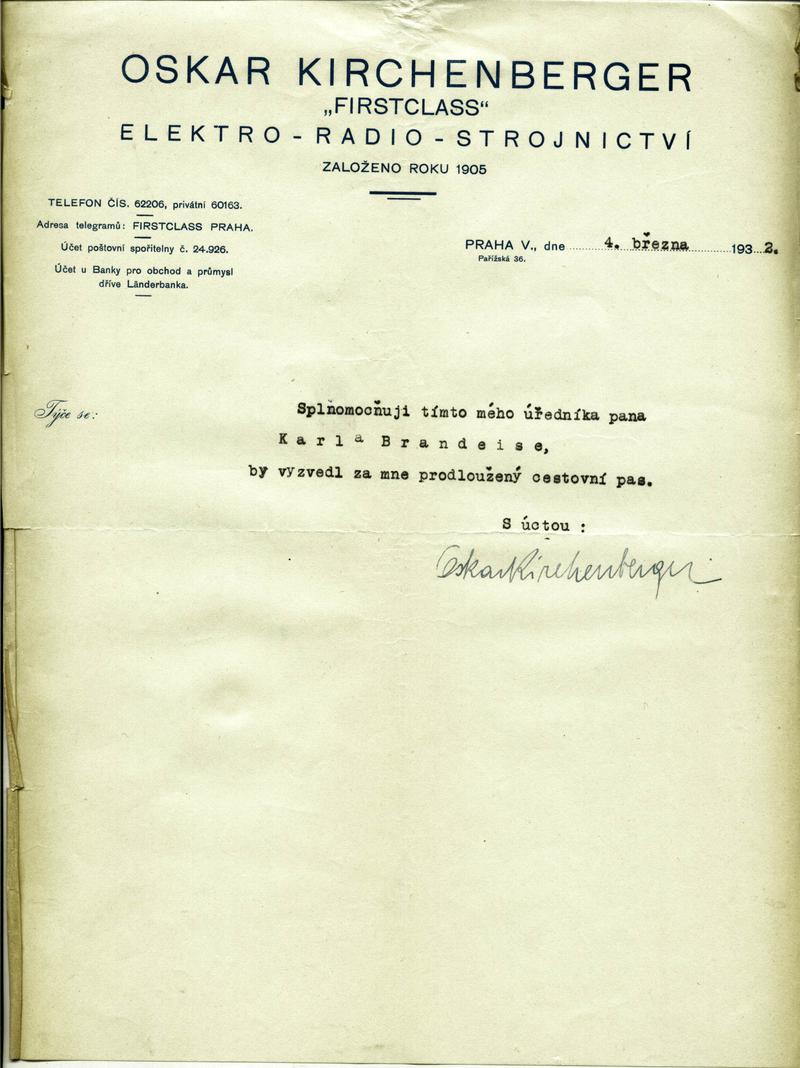 OSKAR KIRCHENBERGER
„FIRSTCLASS“
ELEKTRO-RADIO-STROJNICTVÍ
ZALOŽENO ROKU 1905
TELEFON ČÍS. 62206, privátní 60163.
Adresa telegramů: FIRSTCLASS PRAHA.
Účet poštovní spořitelny č. 24.926.
Účet u Banky pro obchod a průmysl
dříve Länderbanka.
PRAHA V., dne 4. března 1932.
Pařížská 36.
Týče se:
Splňomocňuji tímto mého úředníka pana
Karla Brandeise,
by vyzvedl za mne prodloužený cestovní pas.
S úctou :
Oskar Kirchenberger